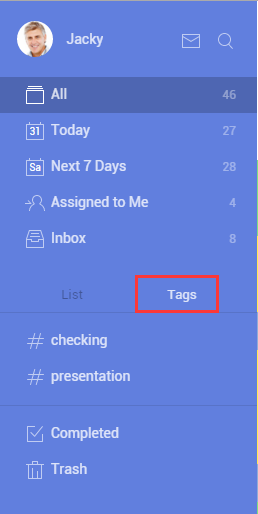 Jacky
All 46
31 Today 27
Sa Next 7 Days 28
Assigned to Me 4
Inbox 8
List Tags
# checking
# presentation
Completed
Trash